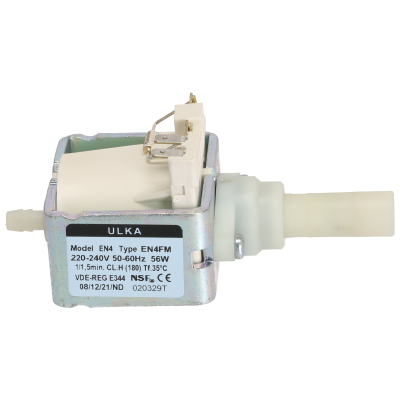 ULKA
Model EN4 Type EN4FM
220-240V 50-60Hz 56W
1/1,5min. CL.H (180) Tf.35°C
VDE-REG E344 NSF CE
08/12/21/ND 020329T